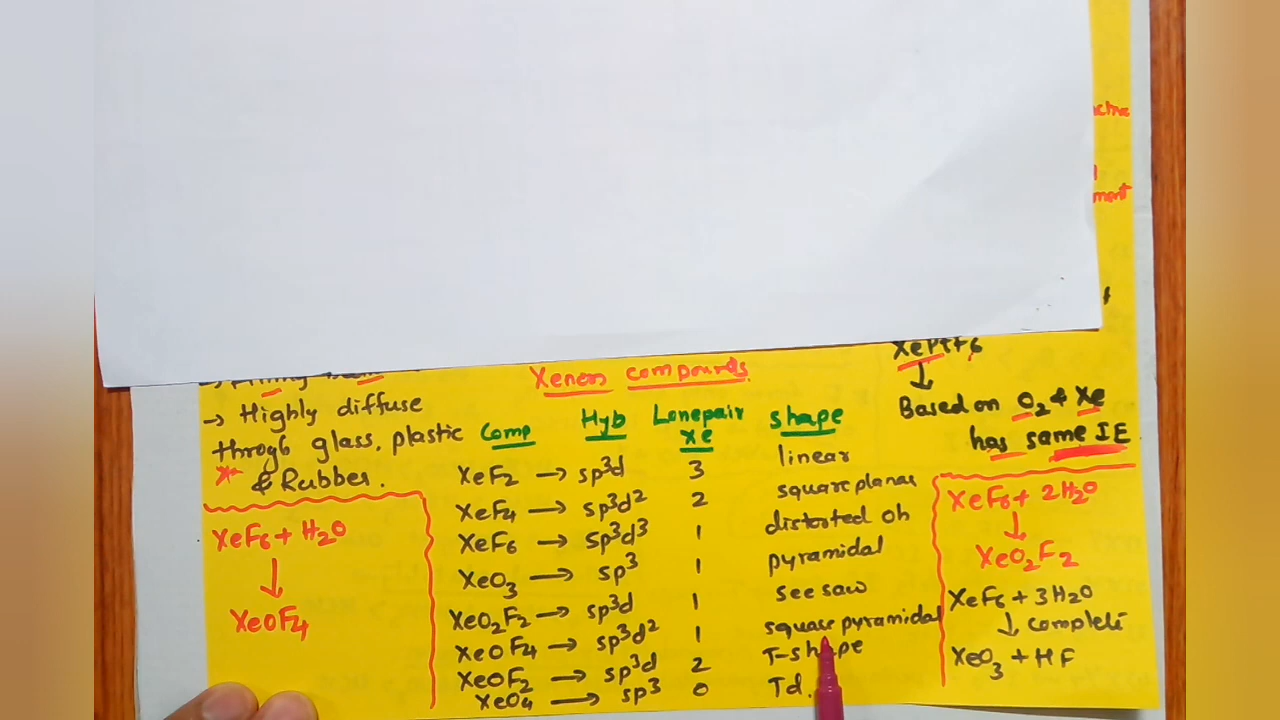 Xenon compounds
→ Highly diffuse
throg6 glass, plastic
* & Rubber.
XeF6 + H2O
↓
XeOF4
Comp Hyb Lonepair Xe shape
XeF2 → sp³d 3 linear
XeF4 → sp³d² 2 square planar
XeF6 → sp³d³ 1 distorted oh
XeO3 → sp³ 1 pyramidal
XeO2F2 → sp³d 1 see saw
XeOF4 → sp³d² 1 square pyramidal
XeOF2 → sp³d 2 T-shape
XeO4 → sp³ 0 Td.
XePtF6
↓
Based on O2 & Xe
has same IE
XeF6 + 2H2O
↓
XeO2F2
XeF6 + 3H2O
↓ complete
XeO3 + HF